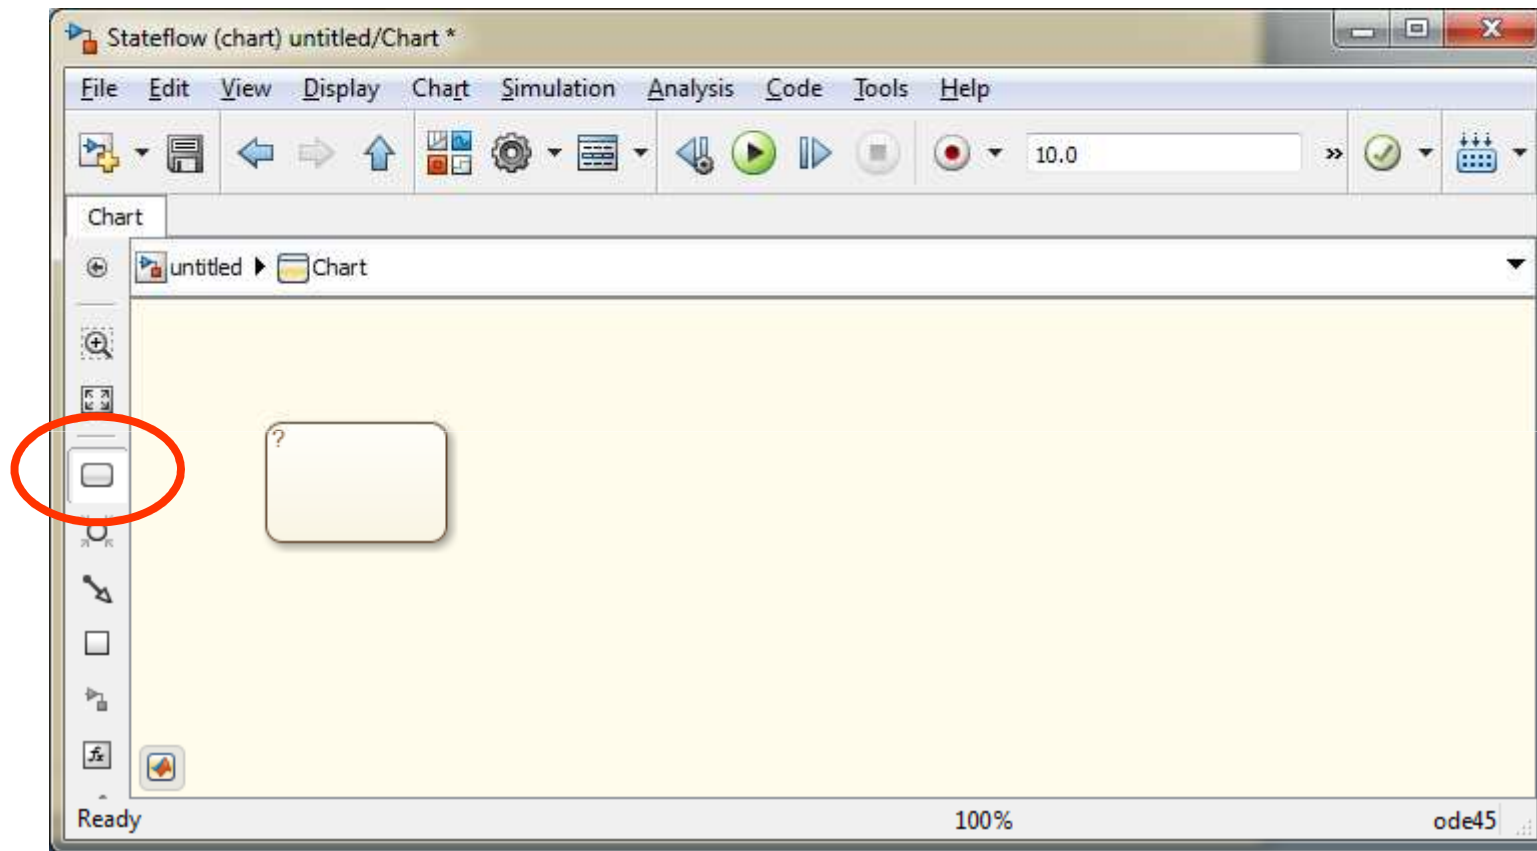 Stateflow (chart) untitled/Chart *
File Edit View Display Chart Simulation Analysis Code Tools Help
10.0 »
Chart
untitled Chart
?
fx
Ready 100% ode45